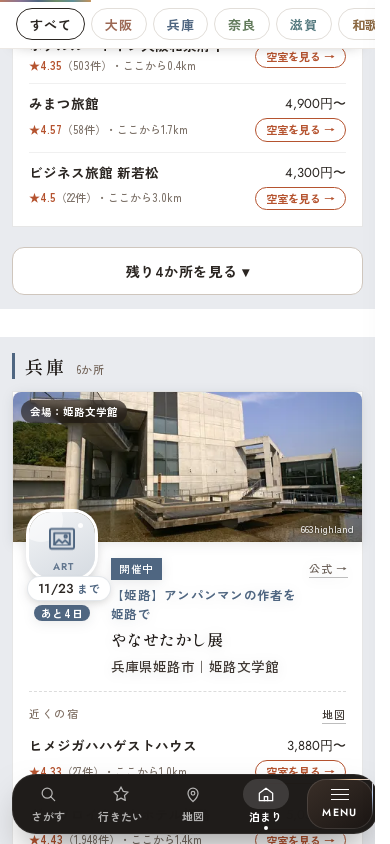 すべて 大阪 兵庫 奈良 滋賀 和歌
★4.35（503件）・ここから0.4km 空室を見る →
みまつ旅館 4,900円〜
★4.57（58件）・ここから1.7km 空室を見る →
ビジネス旅館 新若松 4,300円〜
★4.5（22件）・ここから3.0km 空室を見る →
残り4か所を見る ▾
兵庫 6か所
会場：姫路文学館
663highland
ART
11/23 まで
あと4日
開催中 公式 →
【姫路】アンパンマンの作者を
姫路で
やなせたかし展
兵庫県姫路市｜姫路文学館
近くの宿 地図
ヒメジガハハゲストハウス 3,880円〜
★4.33（27件）・ここから1.0km 空室を見る →
さがす 行きたい 地図 泊まり MENU
★4.43（1,948件）・ここから1.4km 空室を見る →